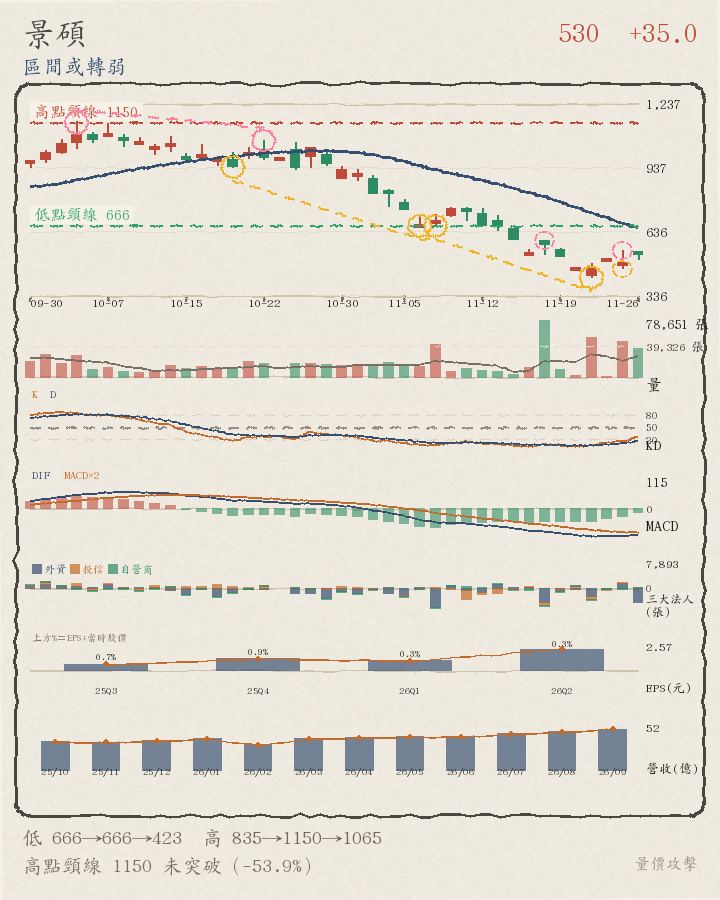 景碩
530 +35.0
區間或轉弱
高點頸線 1150
1,237
937
低點頸線 666
636
336
09-30 10-07 10-15 10-22 10-30 11-05 11-12 11-19 11-26
78,651 張
39,326 張
量
K D
80
50
20
KD
DIF MACD×2
115
0
MACD
外資 投信 自營商
7,893
0
三大法人
(張)
上方%=EPS÷當時股價
0.7% 0.9% 0.3% 0.3%
2.57
25Q3 25Q4 26Q1 26Q2
EPS(元)
52
25/10 25/11 25/12 26/01 26/02 26/03 26/04 26/05 26/06 26/07 26/08 26/09
營收(億)
低 666→666→423 高 835→1150→1065
高點頸線 1150 未突破 (-53.9%)
量價攻擊